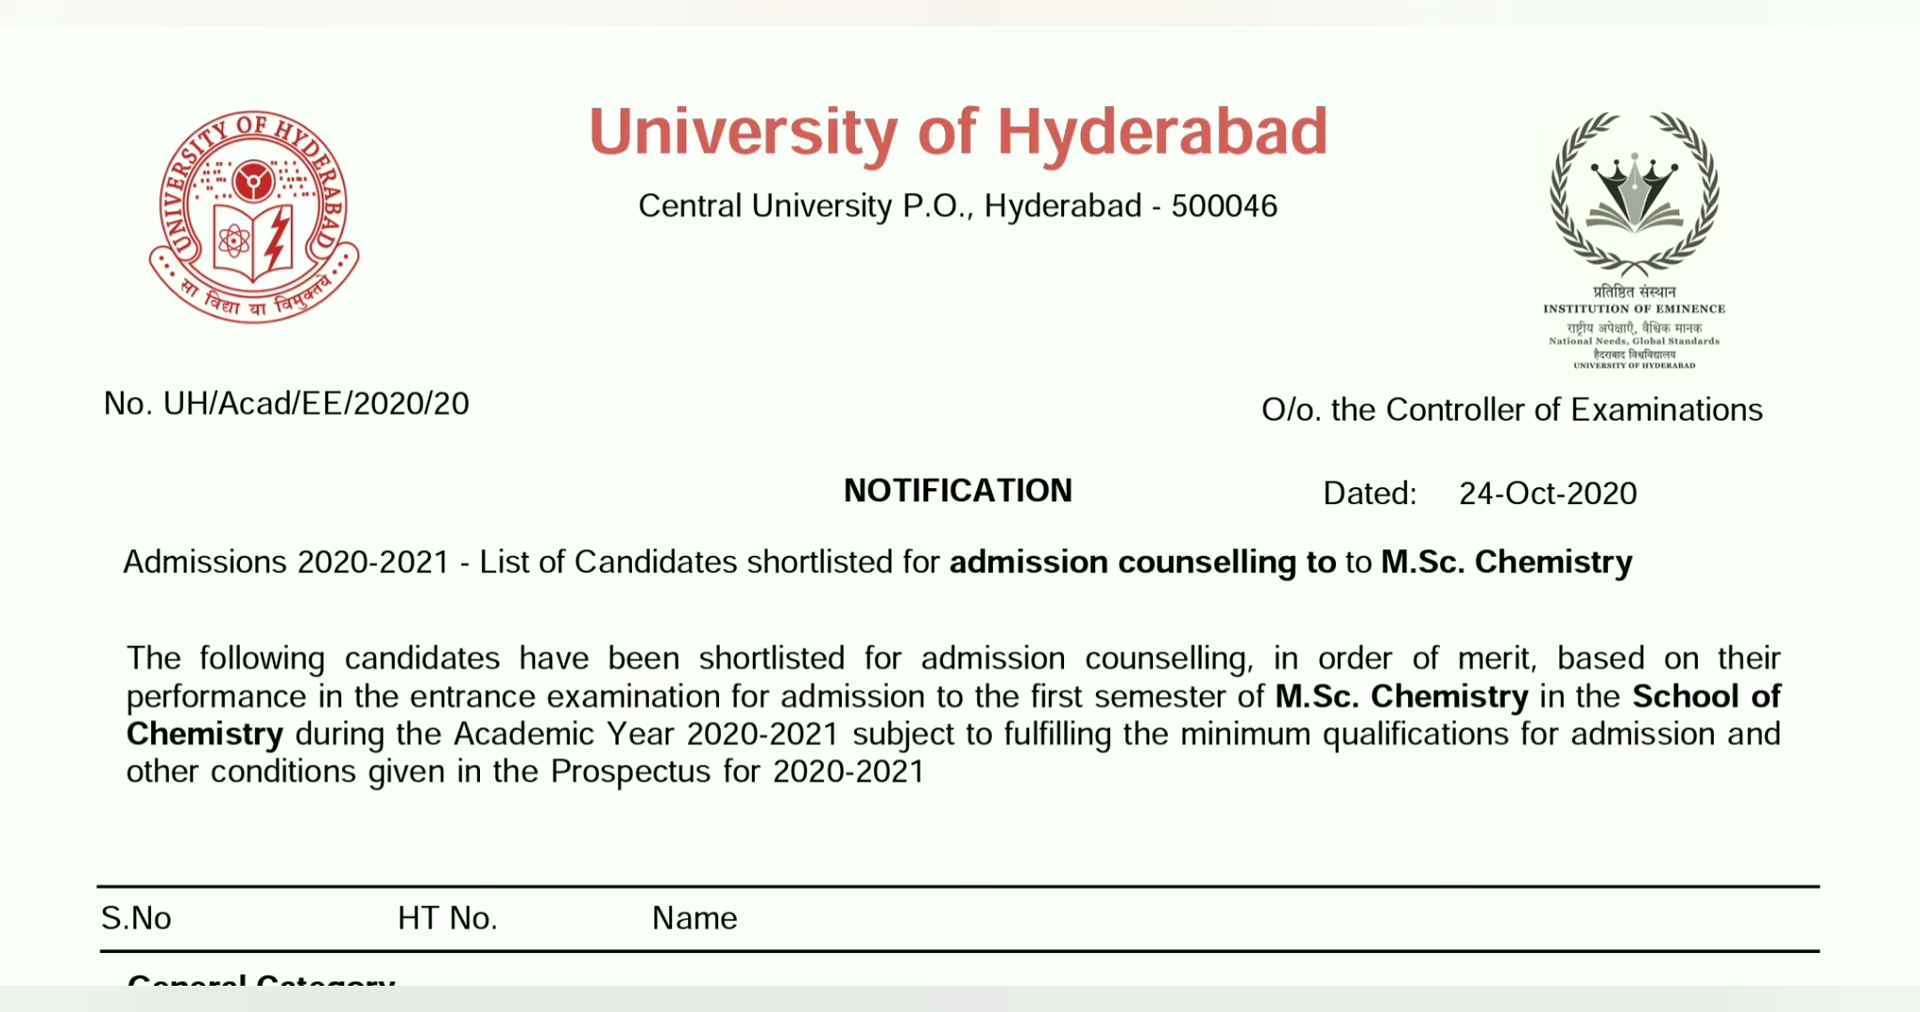 University of Hyderabad
Central University P.O., Hyderabad - 500046
UNIVERSITY OF HYDERABAD
सा विद्या या विमुक्तये
प्रतिष्ठित संस्थान
INSTITUTION OF EMINENCE
राष्ट्रीय अपेक्षाएँ, वैश्विक मानक
National Needs, Global Standards
हैदराबाद विश्वविद्यालय
UNIVERSITY OF HYDERABAD
No. UH/Acad/EE/2020/20
O/o. the Controller of Examinations
NOTIFICATION Dated: 24-Oct-2020
Admissions 2020-2021 - List of Candidates shortlisted for admission counselling to to M.Sc. Chemistry
The following candidates have been shortlisted for admission counselling, in order of merit, based on their
performance in the entrance examination for admission to the first semester of M.Sc. Chemistry in the School of
Chemistry during the Academic Year 2020-2021 subject to fulfilling the minimum qualifications for admission and
other conditions given in the Prospectus for 2020-2021
S.No HT No. Name
General Category